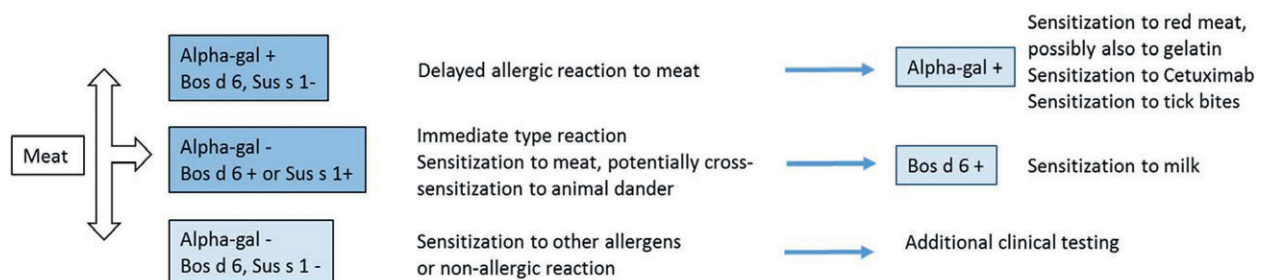 Meat
Alpha-gal +
Bos d 6, Sus s 1-
Delayed allergic reaction to meat
Alpha-gal +
Sensitization to red meat,
possibly also to gelatin
Sensitization to Cetuximab
Sensitization to tick bites
Alpha-gal -
Bos d 6 + or Sus s 1+
Immediate type reaction
Sensitization to meat, potentially cross-
sensitization to animal dander
Bos d 6 +
Sensitization to milk
Alpha-gal -
Bos d 6, Sus s 1 -
Sensitization to other allergens
or non-allergic reaction
Additional clinical testing